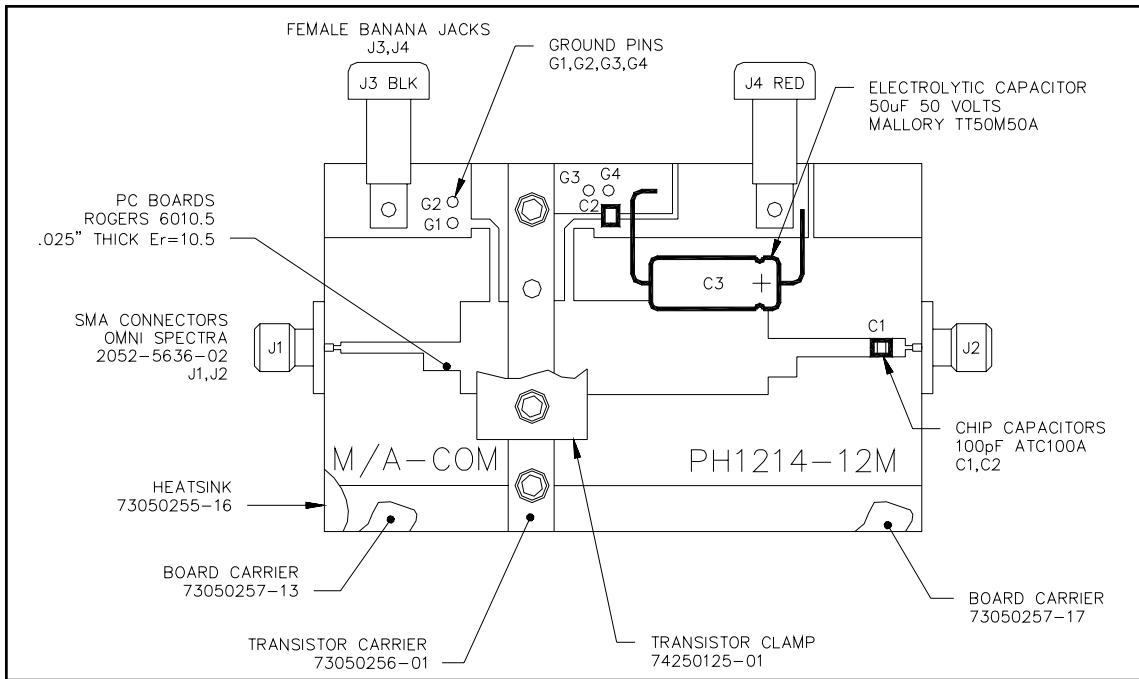 FEMALE BANANA JACKS
J3,J4
GROUND PINS
G1,G2,G3,G4
J3 BLK
J4 RED
ELECTROLYTIC CAPACITOR
50uF 50 VOLTS
MALLORY TT50M50A
PC BOARDS
ROGERS 6010.5
.025" THICK Er=10.5
G2
G1
G3
G4
C2
C3
+
SMA CONNECTORS
OMNI SPECTRA
2052-5636-02
J1,J2
J1
C1
J2
CHIP CAPACITORS
100pF ATC100A
C1,C2
M/A-COM
PH1214-12M
HEATSINK
73050255-16
BOARD CARRIER
73050257-13
TRANSISTOR CARRIER
73050256-01
TRANSISTOR CLAMP
74250125-01
BOARD CARRIER
73050257-17